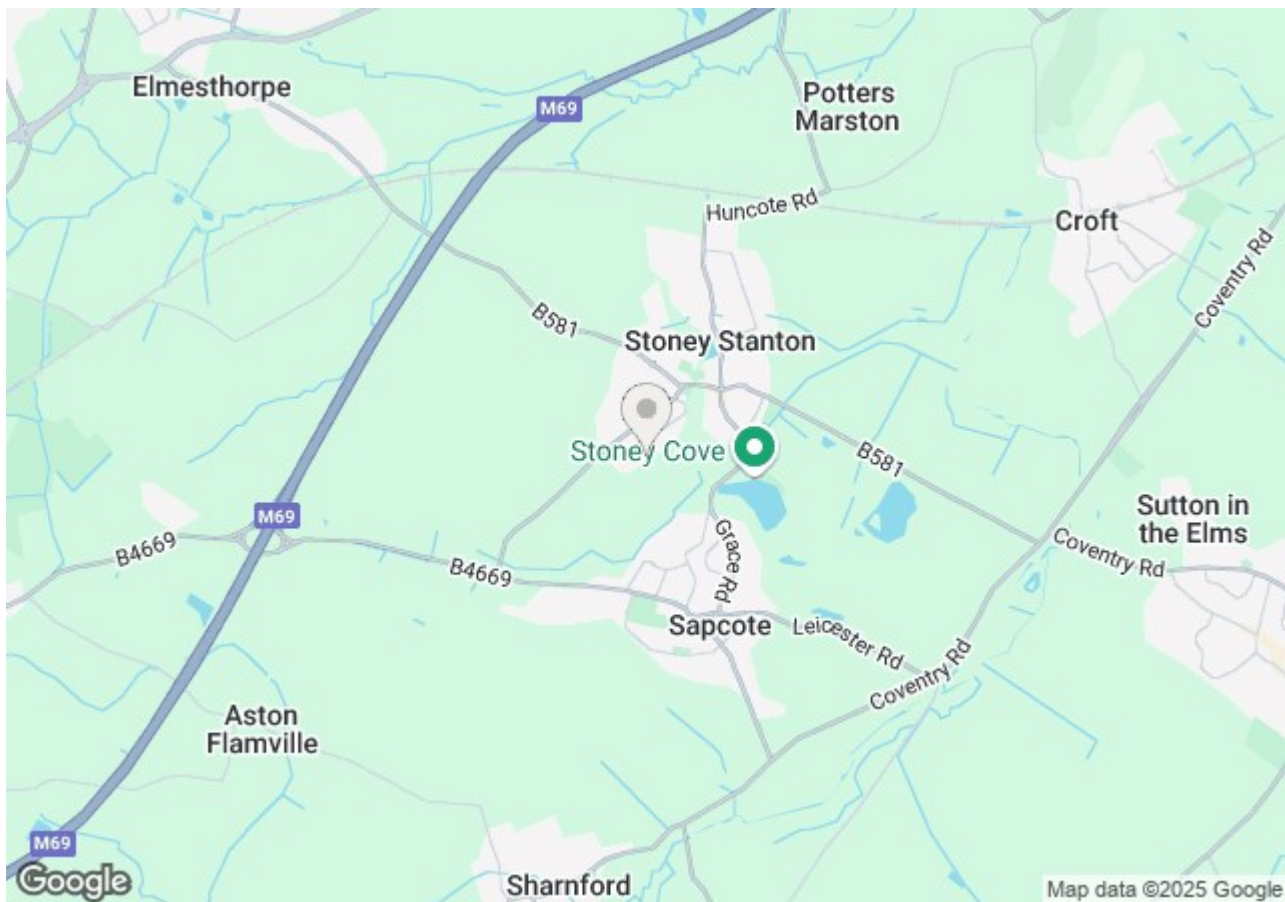 Elmesthorpe
M69
Potters
Marston
Huncote Rd
Croft
Coventry Rd
B581
Stoney Stanton
Stoney Cove
B581
M69
B4669
Sutton in
the Elms
Coventry Rd
B4669
Grace Rd
Sapcote
Leicester Rd
Coventry Rd
Aston
Flamville
M69
Sharnford
Google
Map data ©2025 Google